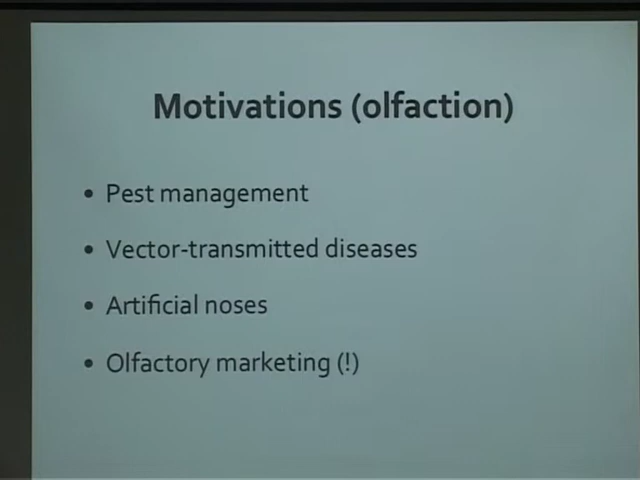 Motivations (olfaction)
• Pest management
• Vector-transmitted diseases
• Artificial noses
• Olfactory marketing (!)